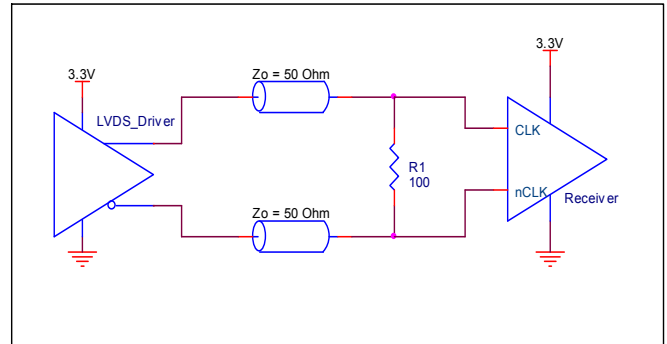 3.3V
3.3V
Zo = 50 Ohm
LVDS_Driver
CLK
R1
100
nCLK
Receiver
Zo = 50 Ohm